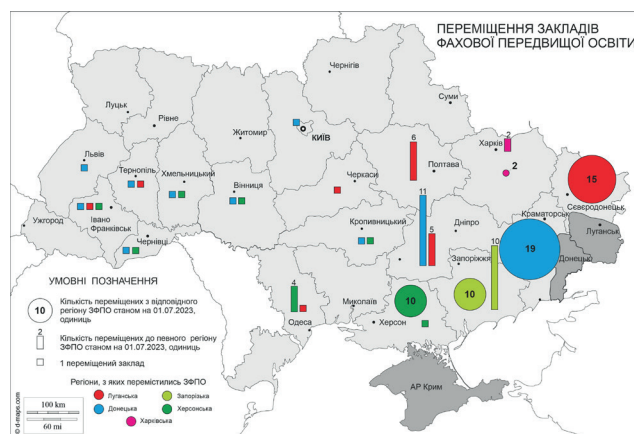 ПЕРЕМІЩЕННЯ ЗАКЛАДІВ
ФАХОВОЇ ПЕРЕДВИЩОЇ ОСВІТИ
Чернігів
Луцьк
Рівне
Суми
Житомир
КИЇВ
Львів
Тернопіль
Хмельницький
Вінниця
Черкаси
6
Полтава
Харків
2
2
15
Сєвєродонецьк
Ужгород
Івано
Франківськ
Чернівці
Кропивницький
11
5
Дніпро
Краматорськ
Луганськ
19
Донецьк
Запоріжжя
10
10
10
4
Одеса
Миколаїв
Херсон
АР Крим
УМОВНІ ПОЗНАЧЕННЯ
10
Кількість переміщених з відповідного
регіону ЗФПО станом на 01.07.2023,
одиниць
2
Кількість переміщених до певного регіону
ЗФПО станом на 01.07.2023, одиниць
1 переміщений заклад
Регіони, з яких перемістились ЗФПО
Луганська
Запорізька
Донецька
Херсонська
Харківська
100 km
60 mi
© d-maps.com